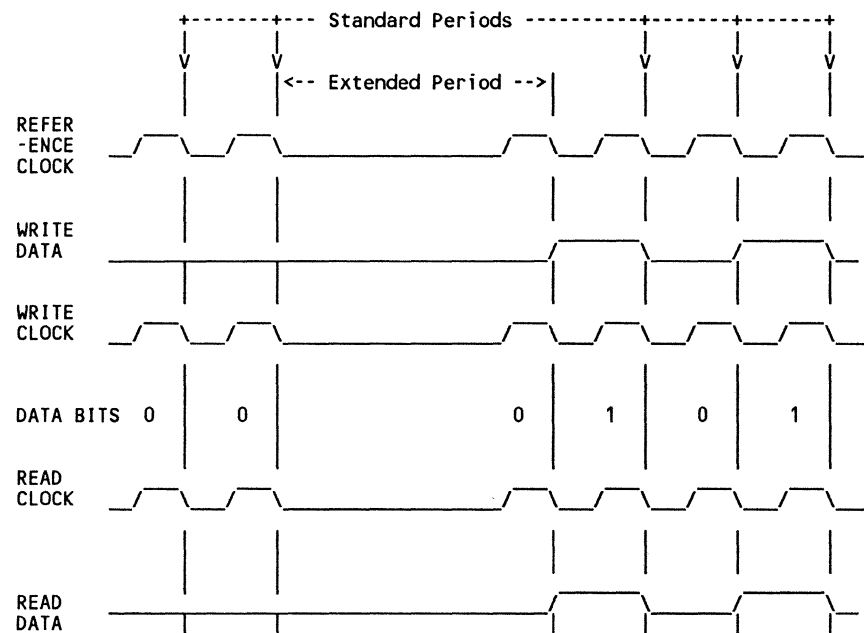 Standard Periods
V V V V V
<-- Extended Period -->
REFER
-ENCE
CLOCK
WRITE
DATA
WRITE
CLOCK
DATA BITS 0 0 0 1 0 1
READ
CLOCK
READ
DATA